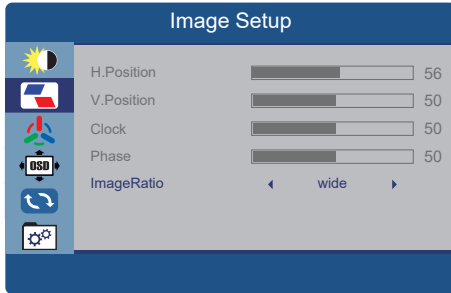 Image Setup
H.Position 56
V.Position 50
Clock 50
Phase 50
OSD
ImageRatio wide